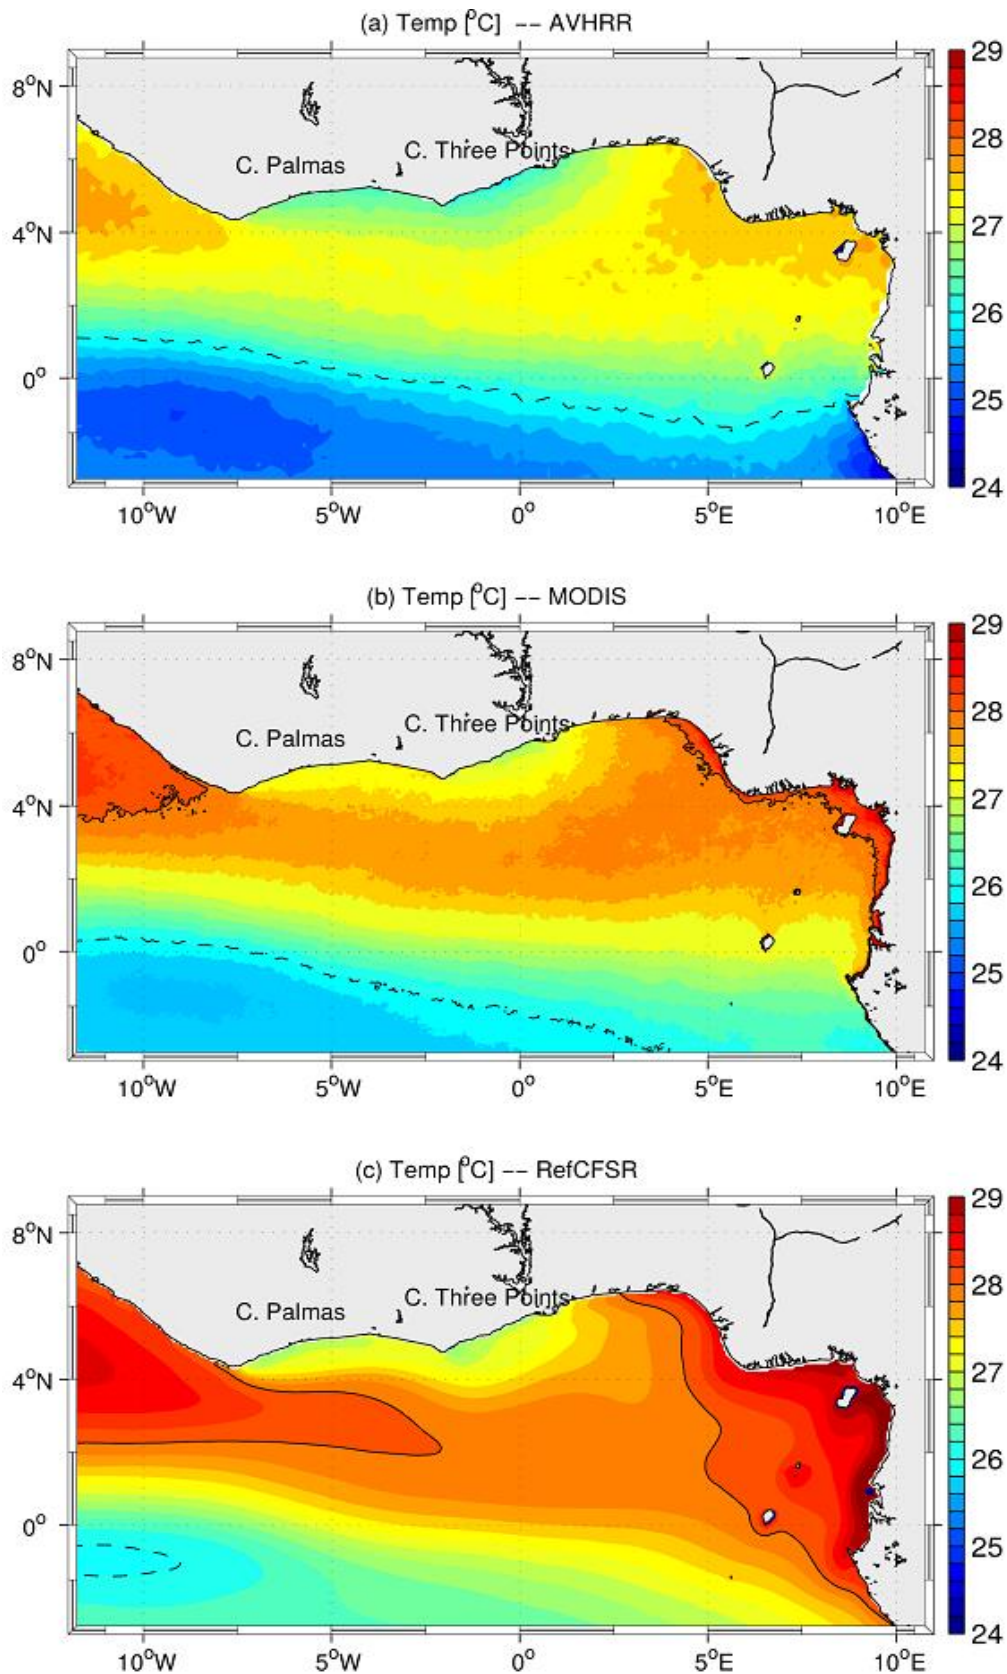 (a) Temp [°C] -- AVHRR
29
8°N
28
C. Palmas
C. Three Points
27
4°N
26
0°
25
24
10°W 5°W 0° 5°E 10°E
(b) Temp [°C] -- MODIS
29
8°N
28
C. Palmas
C. Three Points
27
4°N
26
0°
25
24
10°W 5°W 0° 5°E 10°E
(c) Temp [°C] -- RefCFSR
29
8°N
28
C. Palmas
C. Three Points
27
4°N
26
0°
25
24
10°W 5°W 0° 5°E 10°E